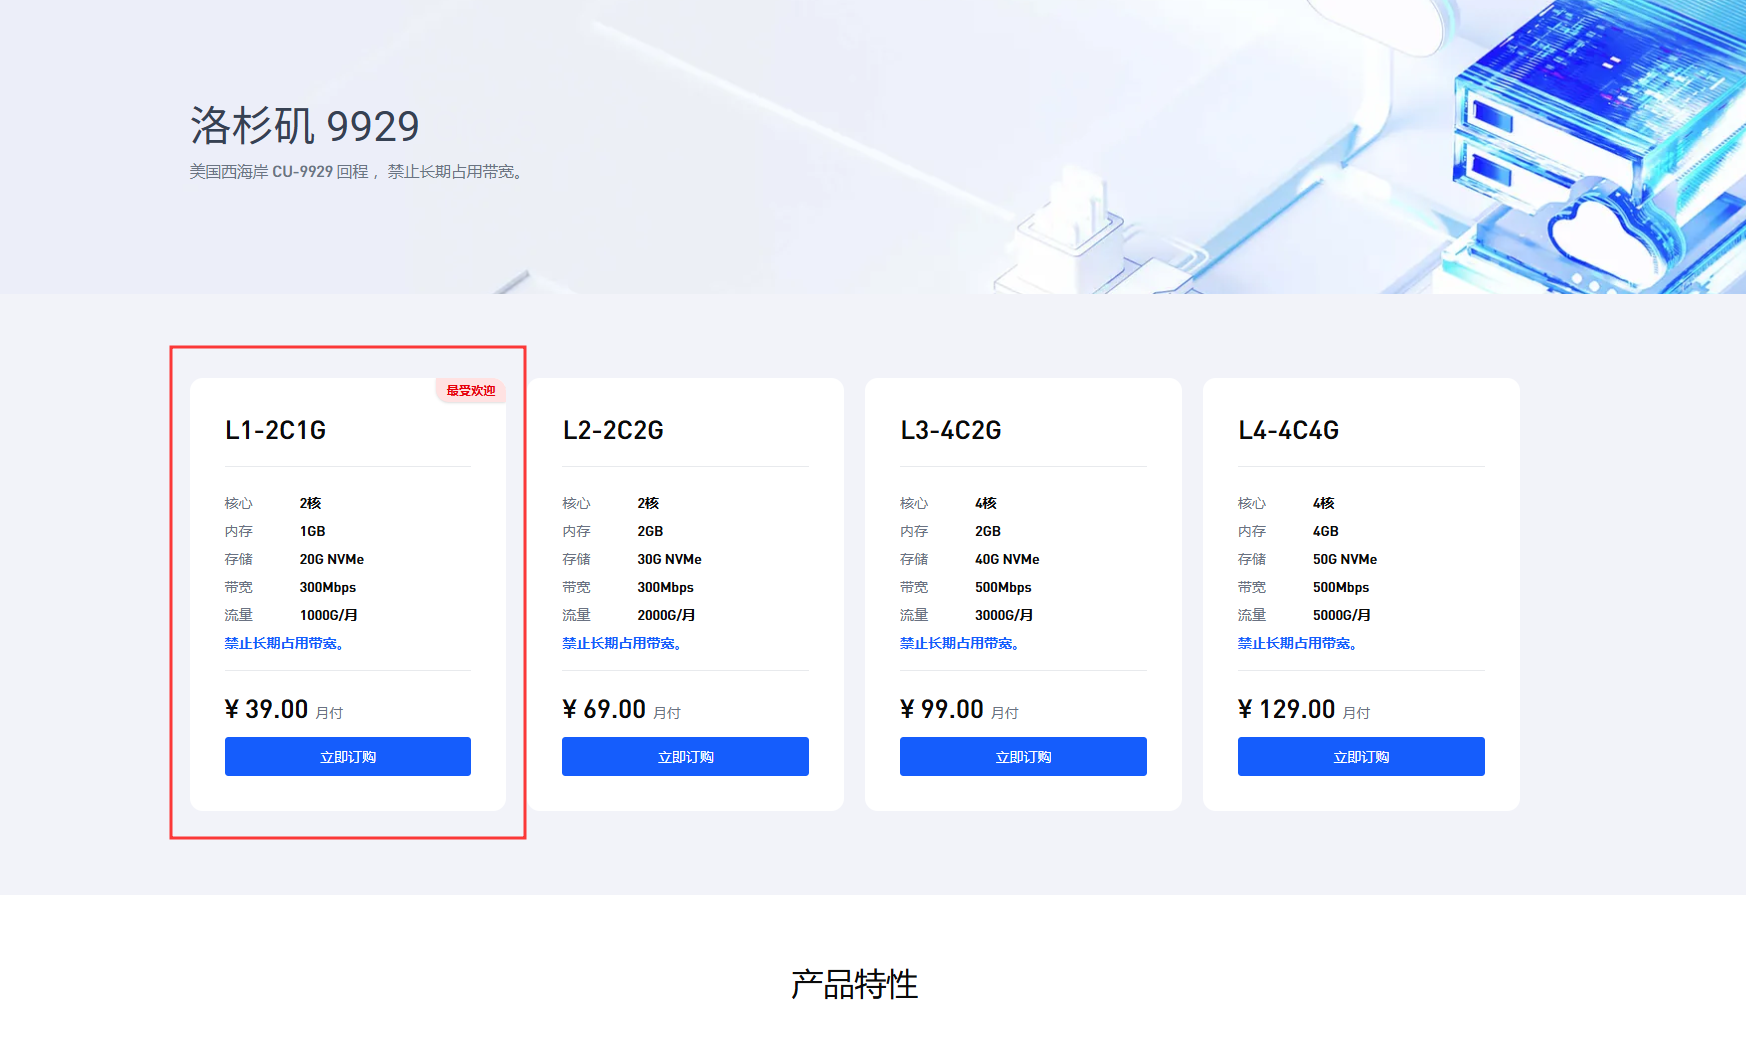 洛杉矶 9929
美国西海岸 CU-9929 回程 ，禁止长期占用带宽。
最受欢迎
L1-2C1G
核心 2核
内存 1GB
存储 20G NVMe
带宽 300Mbps
流量 1000G/月
禁止长期占用带宽。
¥ 39.00 月付
立即订购
L2-2C2G
核心 2核
内存 2GB
存储 30G NVMe
带宽 300Mbps
流量 2000G/月
禁止长期占用带宽。
¥ 69.00 月付
立即订购
L3-4C2G
核心 4核
内存 2GB
存储 40G NVMe
带宽 500Mbps
流量 3000G/月
禁止长期占用带宽。
¥ 99.00 月付
立即订购
L4-4C4G
核心 4核
内存 4GB
存储 50G NVMe
带宽 500Mbps
流量 5000G/月
禁止长期占用带宽。
¥ 129.00 月付
立即订购
产品特性